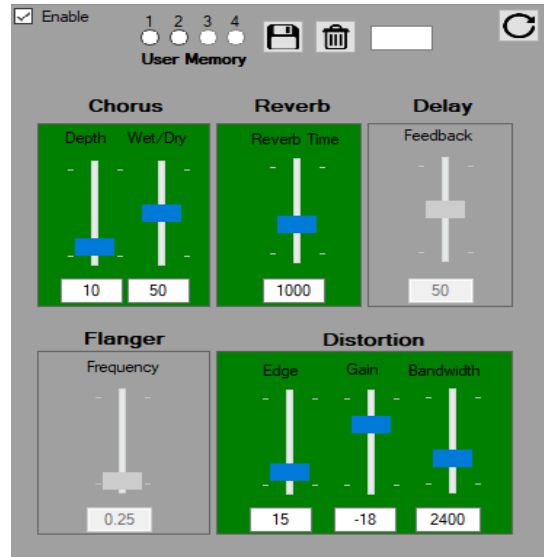 Enable
1 2 3 4
User Memory
Chorus Reverb Delay
Depth Wet/Dry Reverb Time Feedback
10 50 1000 50
Flanger Distortion
Frequency Edge Gain Bandwidth
0.25 15 -18 2400